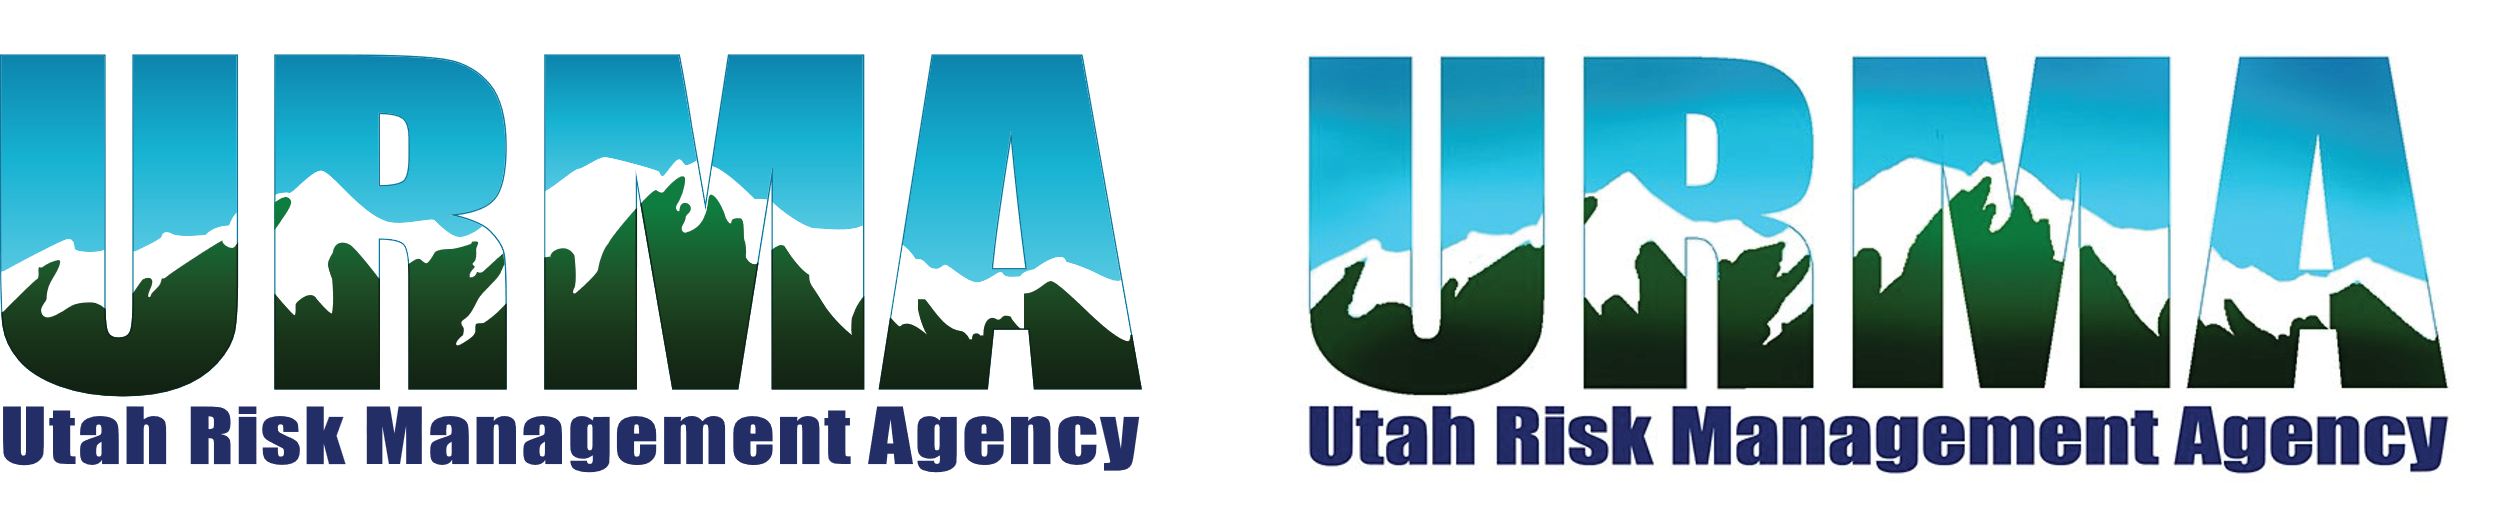 URMA
Utah Risk Management Agency
URMA
Utah Risk Management Agency